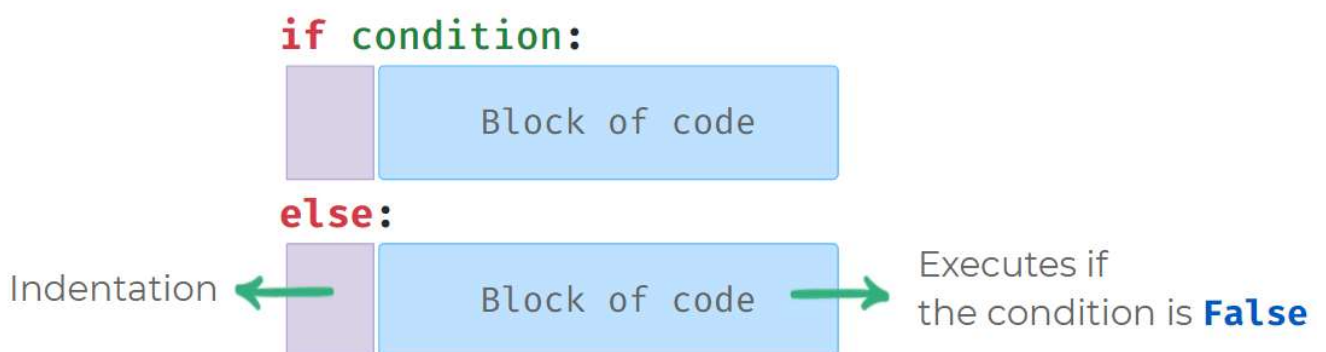 if condition:
Block of code
else:
Indentation
Block of code
Executes if
the condition is False